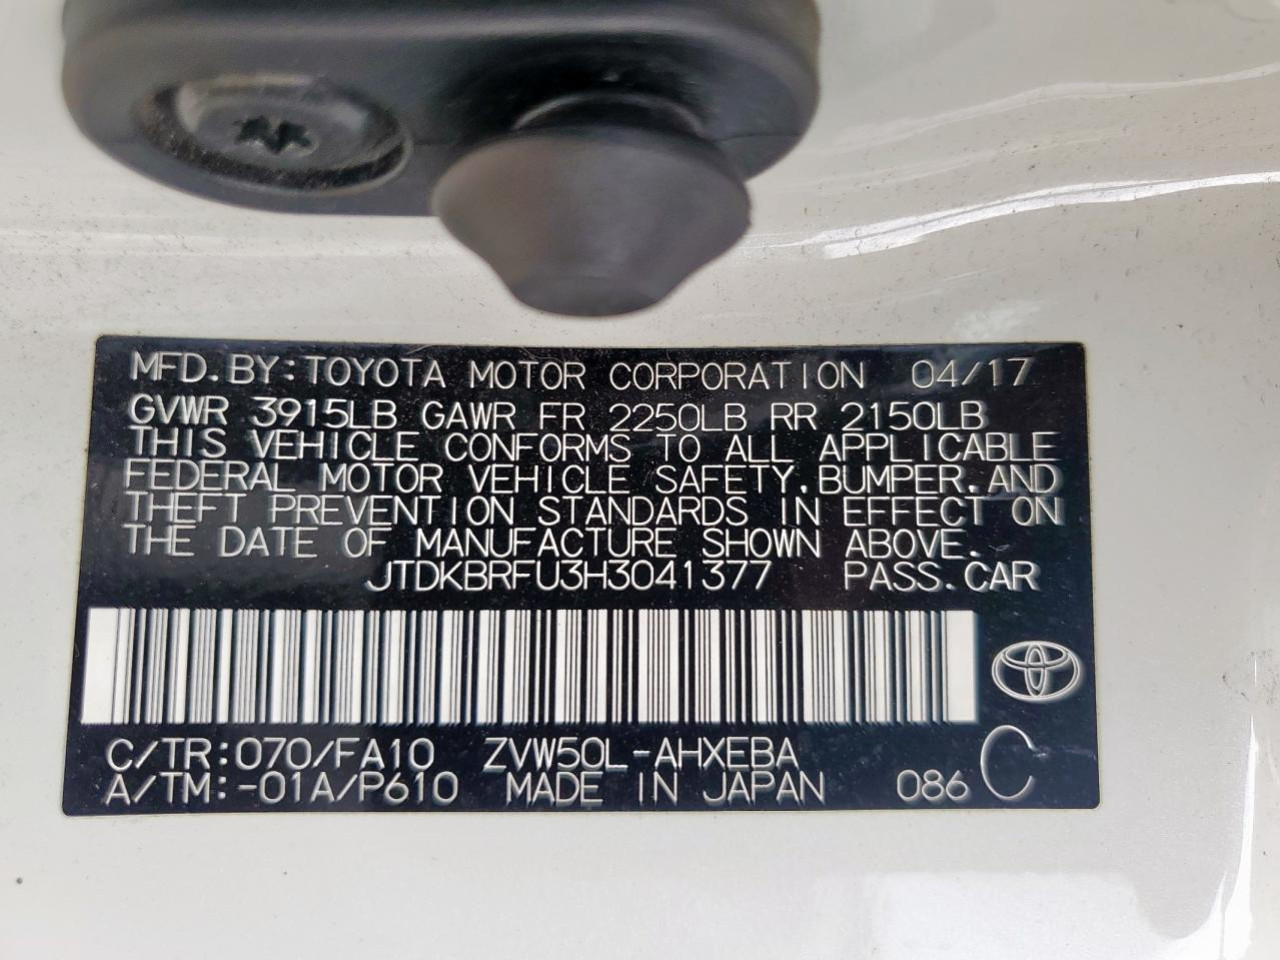 MFD.BY:TOYOTA MOTOR CORPORATION 04/17
GVWR 3915LB GAWR FR 2250LB RR 2150LB
THIS VEHICLE CONFORMS TO ALL APPLICABLE
FEDERAL MOTOR VEHICLE SAFETY,BUMPER,AND
THEFT PREVENTION STANDARDS IN EFFECT ON
THE DATE OF MANUFACTURE SHOWN ABOVE.
JTDKBRFU3H3041377 PASS.CAR
C/TR:070/FA10 ZVW50L-AHXEBA
A/TM:-01A/P610 MADE IN JAPAN 086 C